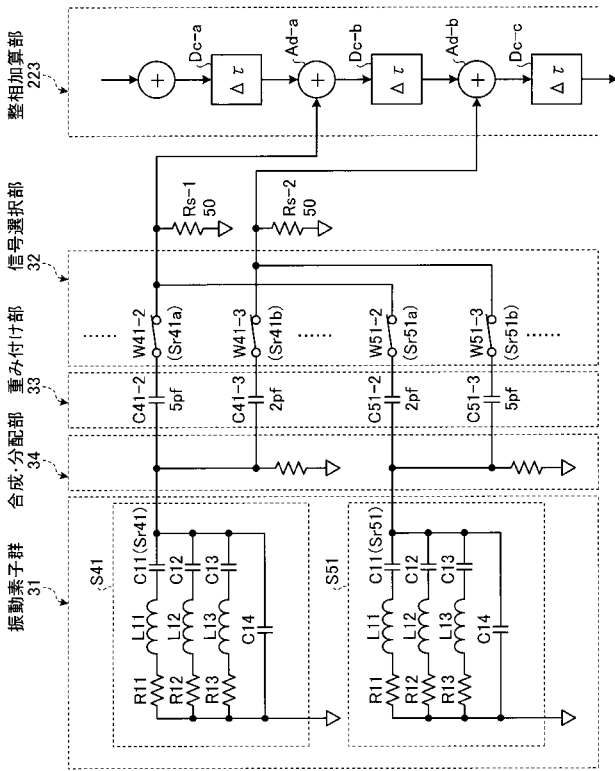 振動素子群
31
合成・分配部
34
重み付け部
33
信号選択部
32
整相加算部
223
S41
R11
L11
C11(Sr41)
R12
L12
C12
R13
L13
C13
C14
S51
R11
L11
C11(Sr51)
R12
L12
C12
R13
L13
C13
C14
C41-2
5pf
C41-3
2pf
C51-2
2pf
C51-3
5pf
……
W41-2
(Sr41a)
W41-3
(Sr41b)
……
W51-2
(Sr51a)
W51-3
(Sr51b)
……
Rs-1
50
Rs-2
50
+
Dc-a
Δτ
Ad-a
+
Dc-b
Δτ
Ad-b
+
Dc-c
Δτ